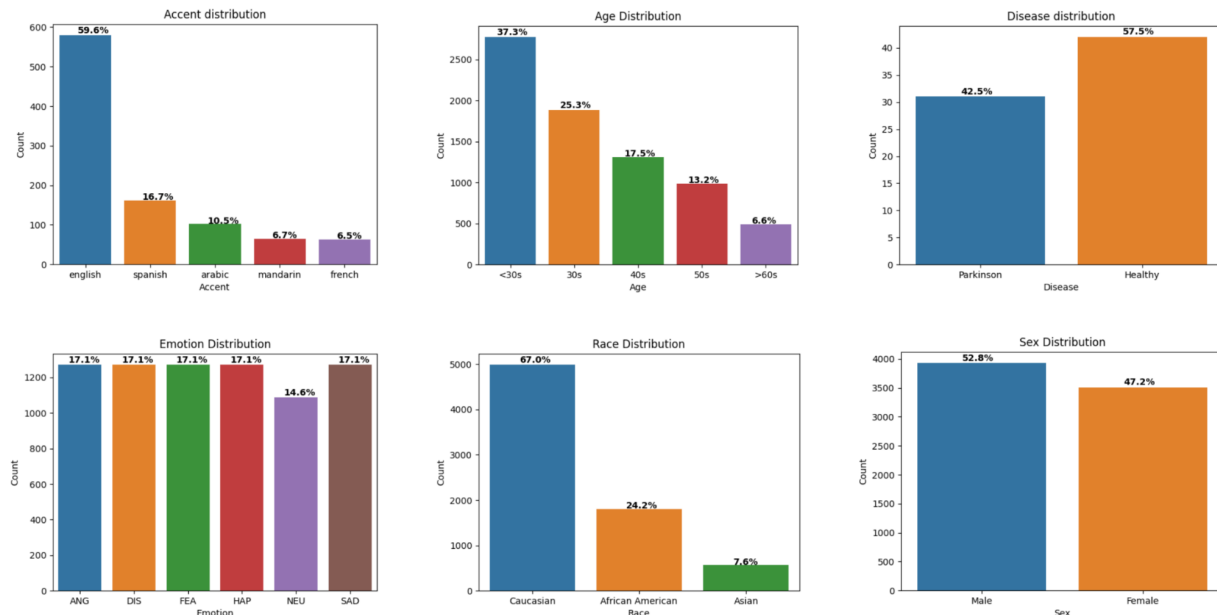 Accent distribution
59.6%
16.7%
10.5%
6.7%
6.5%
600
500
400
300
200
100
0
Count
english spanish arabic mandarin french
Accent
Age Distribution
37.3%
25.3%
17.5%
13.2%
6.6%
2500
2000
1500
1000
500
0
Count
<30s 30s 40s 50s >60s
Age
Disease distribution
57.5%
42.5%
40
35
30
25
20
15
10
5
0
Count
Parkinson Healthy
Disease
Emotion Distribution
17.1% 17.1% 17.1% 17.1% 14.6% 17.1%
1200
1000
800
600
400
200
0
Count
ANG DIS FEA HAP NEU SAD
Emotion
Race Distribution
67.0%
24.2%
7.6%
5000
4000
3000
2000
1000
0
Count
Caucasian African American Asian
Race
Sex Distribution
52.8%
47.2%
4000
3500
3000
2500
2000
1500
1000
500
0
Count
Male Female
Sex